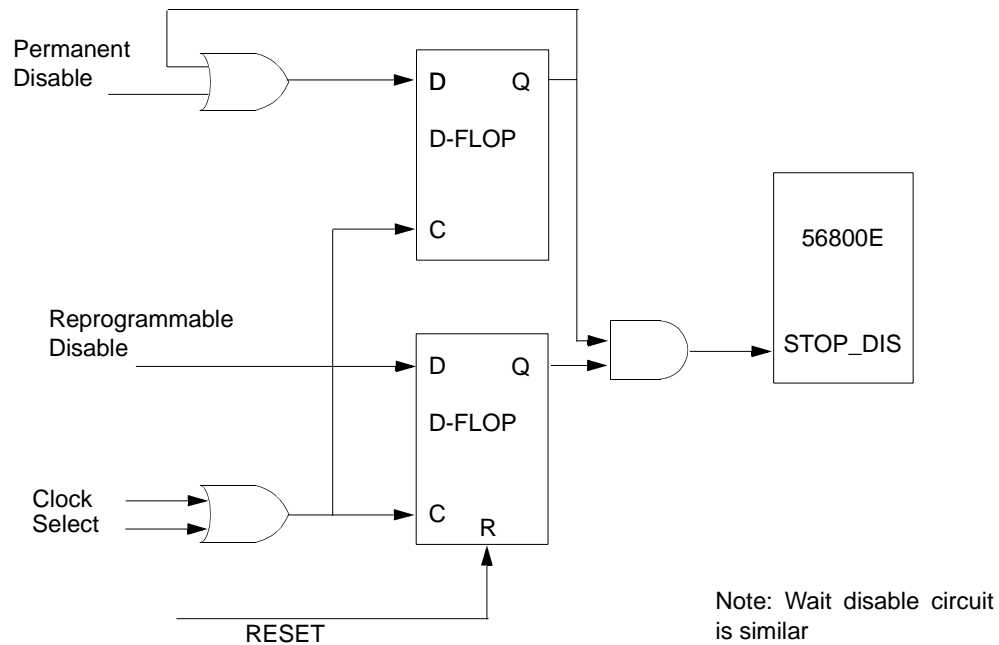 Permanent
Disable
D Q
D-FLOP
C
56800E
STOP_DIS
Reprogrammable
Disable
D Q
D-FLOP
C
R
Clock
Select
RESET
Note: Wait disable circuit
is similar